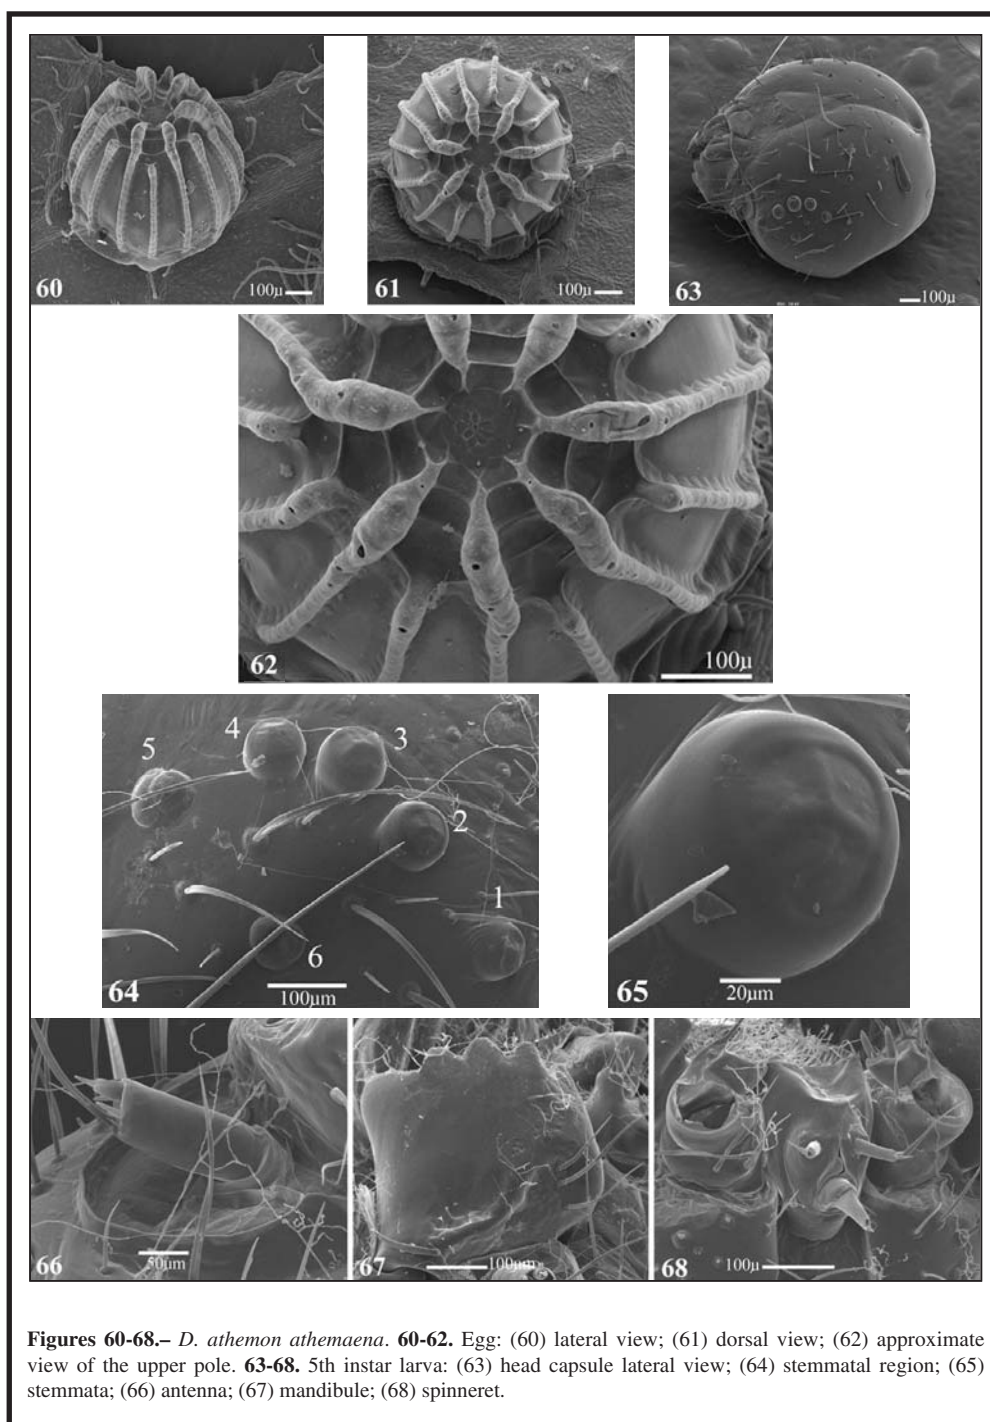 60
100µ
61
100µ
63
100µ
62
100µ
4
3
5
2
1
6
64
100µm
65
20µm
66
50µm
67
100µm
68
100µ
Figures 60-68.– D. athemon athemaena. 60-62. Egg: (60) lateral view; (61) dorsal view; (62) approximate
view of the upper pole. 63-68. 5th instar larva: (63) head capsule lateral view; (64) stemmatal region; (65)
stemmata; (66) antenna; (67) mandibule; (68) spinneret.